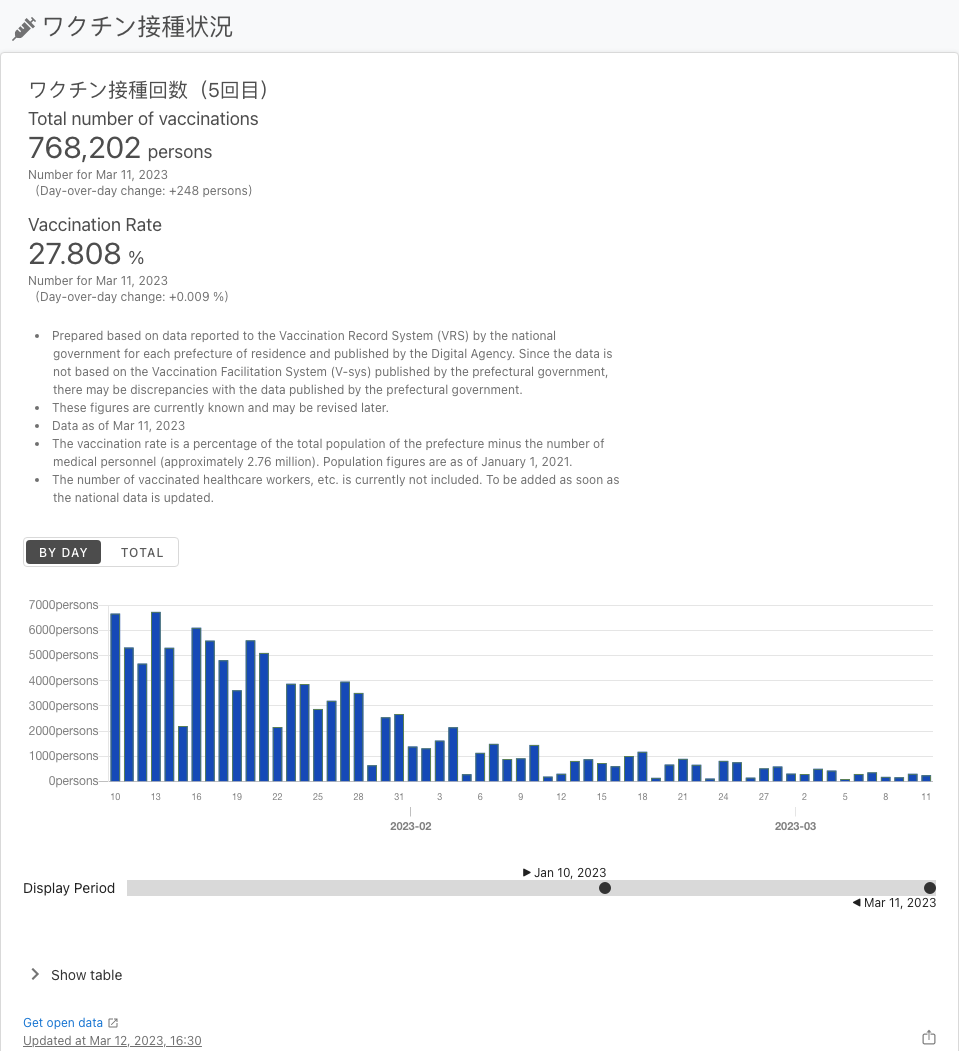 ワクチン接種状況
ワクチン接種回数（5回目）
Total number of vaccinations
768,202 persons
Number for Mar 11, 2023
(Day-over-day change: +248 persons)
Vaccination Rate
27.808 %
Number for Mar 11, 2023
(Day-over-day change: +0.009 %)
• Prepared based on data reported to the Vaccination Record System (VRS) by the national
government for each prefecture of residence and published by the Digital Agency. Since the data is
not based on the Vaccination Facilitation System (V-sys) published by the prefectural government,
there may be discrepancies with the data published by the prefectural government.
• These figures are currently known and may be revised later.
• Data as of Mar 11, 2023
• The vaccination rate is a percentage of the total population of the prefecture minus the number of
medical personnel (approximately 2.76 million). Population figures are as of January 1, 2021.
• The number of vaccinated healthcare workers, etc. is currently not included. To be added as soon as
the national data is updated.
BY DAY TOTAL
7000persons
6000persons
5000persons
4000persons
3000persons
2000persons
1000persons
0persons
10 13 16 19 22 25 28 31 3 6 9 12 15 18 21 24 27 2 5 8 11
2023-02 2023-03
Jan 10, 2023
Display Period
Mar 11, 2023
Show table
Get open data
Updated at Mar 12, 2023, 16:30